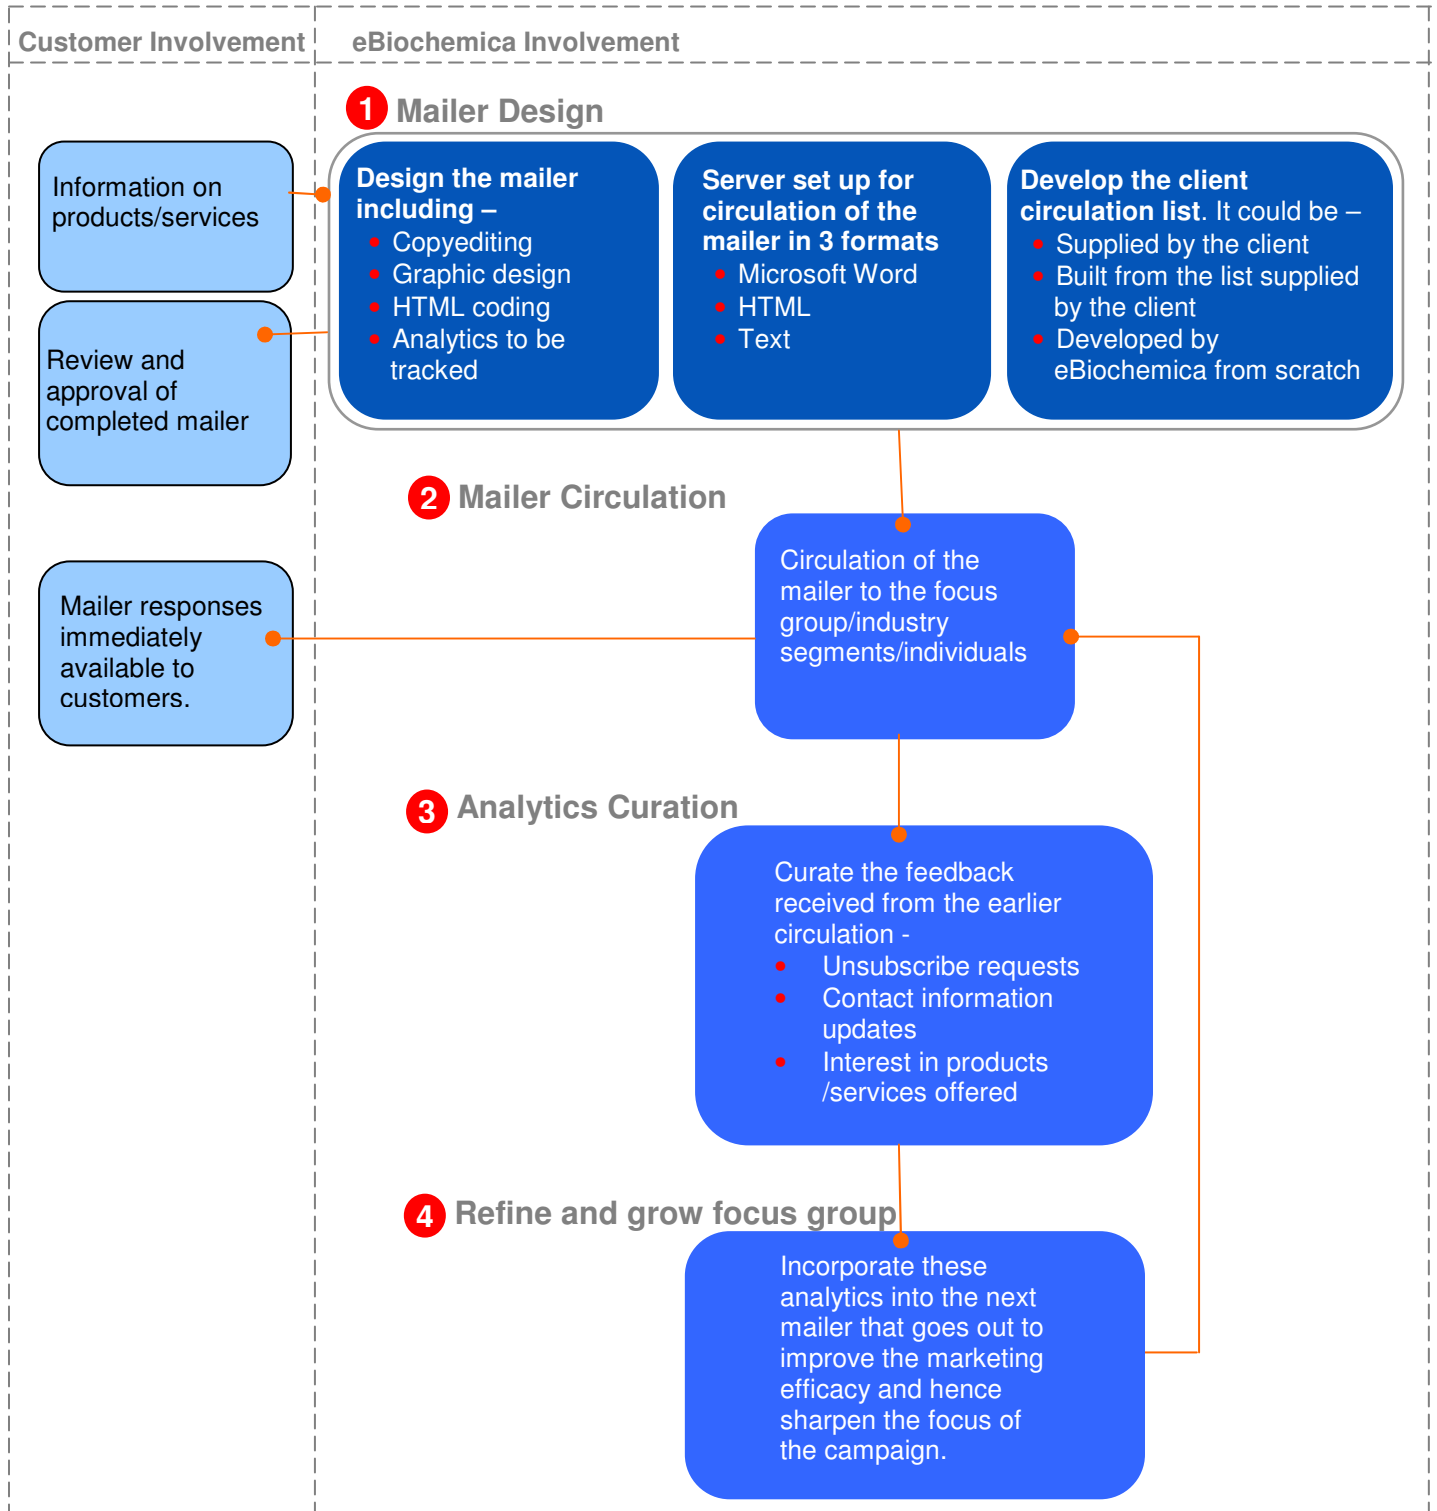 Customer Involvement
eBiochemica Involvement
1 Mailer Design
Information on
products/services
Design the mailer
including –
• Copyediting
• Graphic design
• HTML coding
• Analytics to be
tracked
Server set up for
circulation of the
mailer in 3 formats
• Microsoft Word
• HTML
• Text
Develop the client
circulation list. It could be –
• Supplied by the client
• Built from the list supplied
by the client
• Developed by
eBiochemica from scratch
Review and
approval of
completed mailer
2 Mailer Circulation
Circulation of the
mailer to the focus
group/industry
segments/individuals
Mailer responses
immediately
available to
customers.
3 Analytics Curation
Curate the feedback
received from the earlier
circulation -
• Unsubscribe requests
• Contact information
updates
• Interest in products
/services offered
4 Refine and grow focus group
Incorporate these
analytics into the next
mailer that goes out to
improve the marketing
efficacy and hence
sharpen the focus of
the campaign.